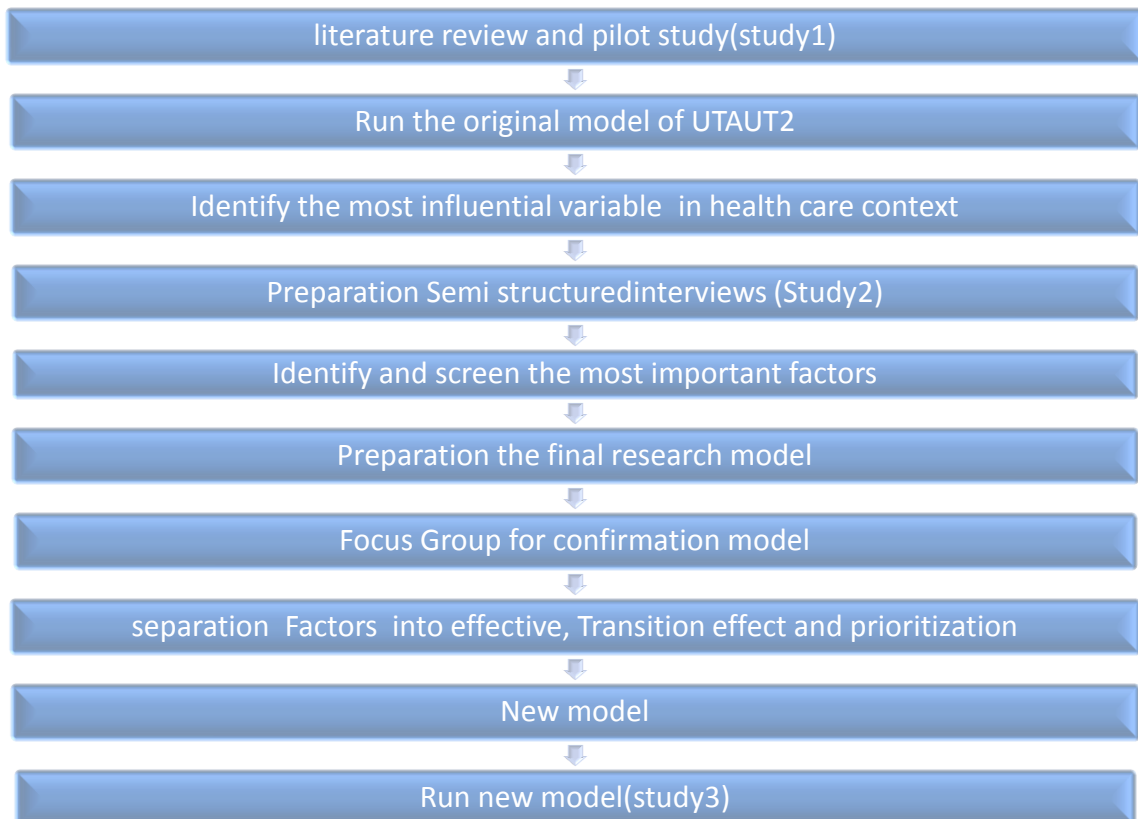 literature review and pilot study(study1)
Run the original model of UTAUT2
Identify the most influential variable in health care context
Preparation Semi structuredinterviews (Study2)
Identify and screen the most important factors
Preparation the final research model
Focus Group for confirmation model
separation Factors into effective, Transition effect and prioritization
New model
Run new model(study3)